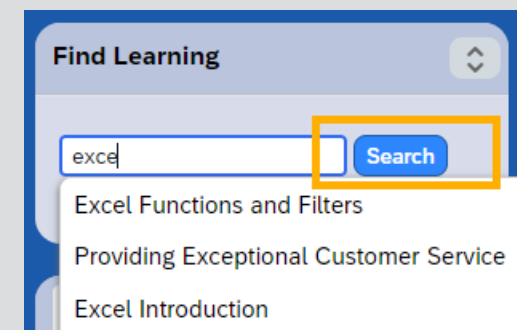 Find Learning
exce Search
Excel Functions and Filters
Providing Exceptional Customer Service
Excel Introduction